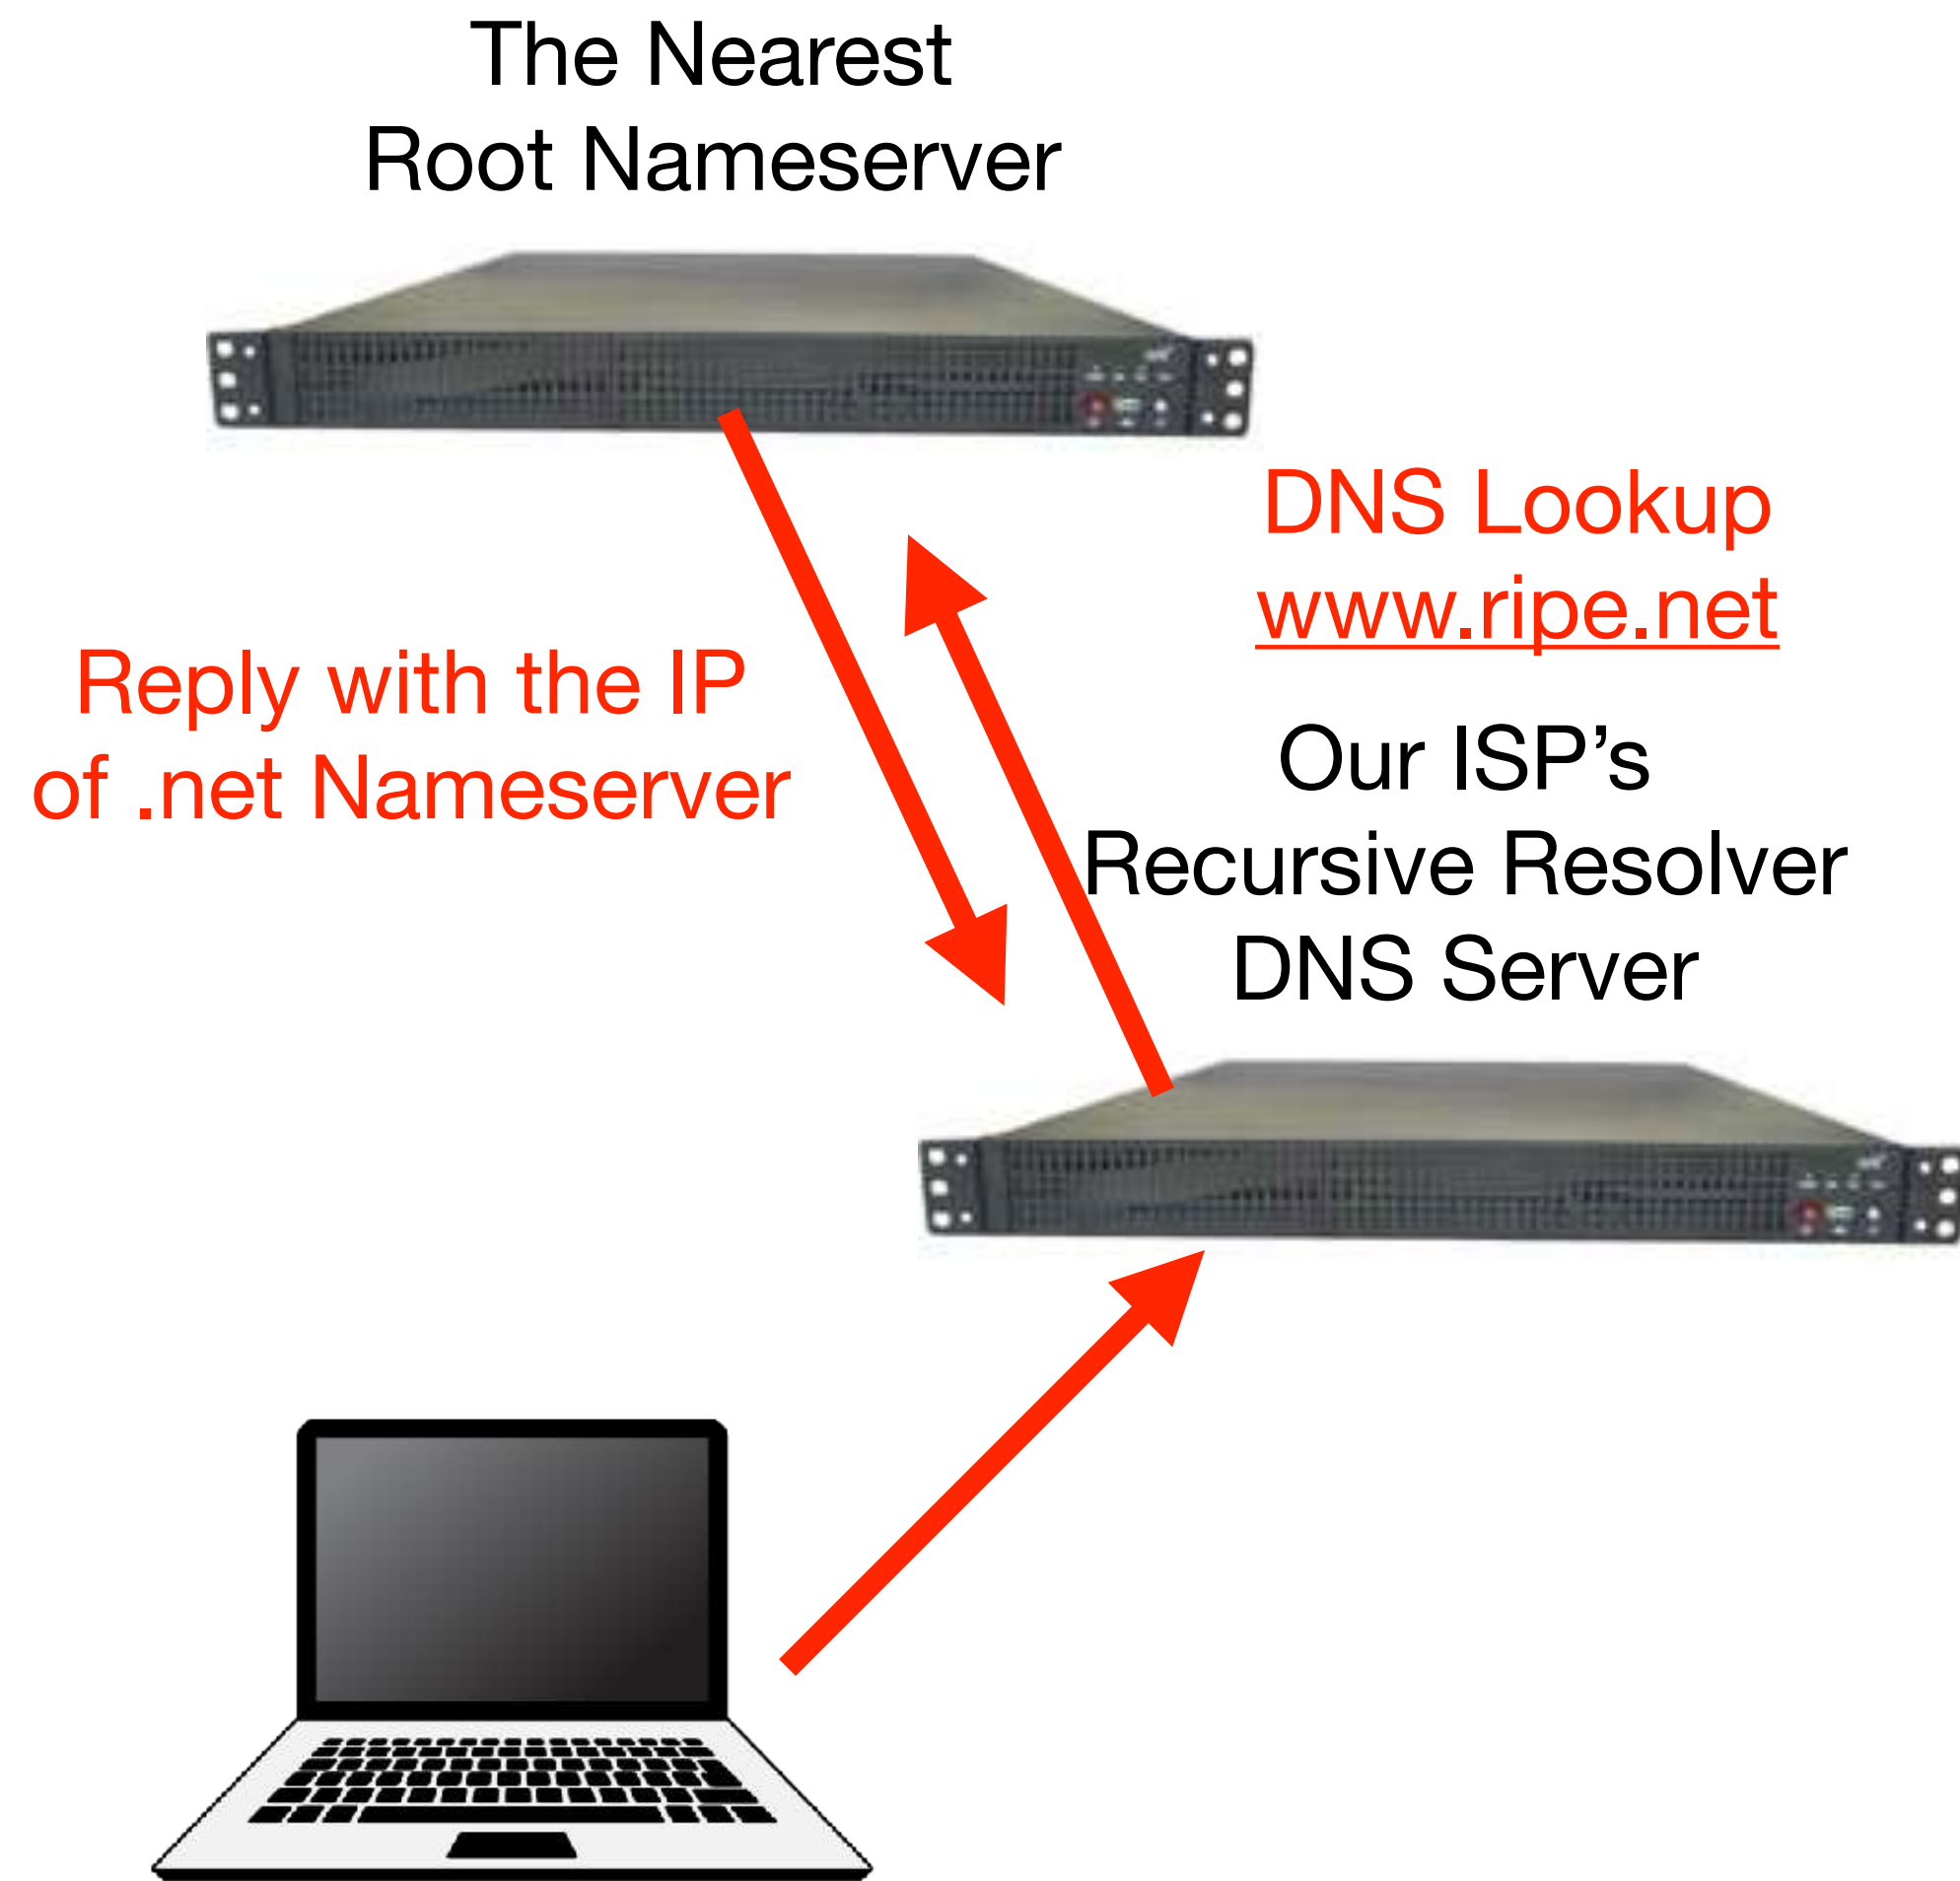 The Nearest
Root Nameserver
DNS Lookup
www.ripe.net
Reply with the IP
of .net Nameserver
Our ISP’s
Recursive Resolver
DNS Server